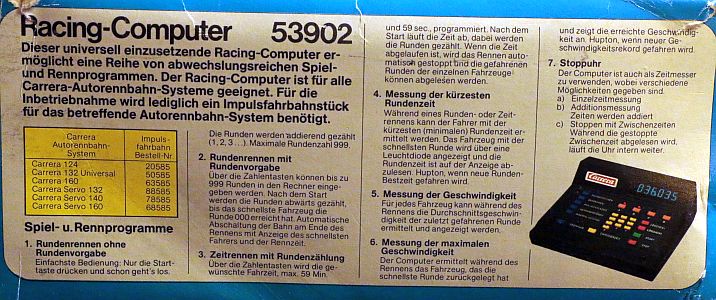 Racing-Computer 53902
Dieser universell einzusetzende Racing-Computer er-
möglicht eine Reihe von abwechslungsreichen Spiel-
und Rennprogrammen. Der Racing-Computer ist für alle
Carrera-Autorennbahn-Systeme geeignet. Für die
Inbetriebnahme wird lediglich ein Impulsfahrbahnstück
für das betreffende Autorennbahn-System benötigt.
Carrera Autorennbahn-System
Impuls-fahrbahn Bestell-Nr.
Carrera 124 20585
Carrera 132 Universal 50585
Carrera 160 63585
Carrera Servo 132 88585
Carrera Servo 140 78585
Carrera Servo 160 68585
Spiel- u. Rennprogramme
1. Rundenrennen ohne
Rundenvorgabe
Einfachste Bedienung: Nur die Start-
taste drücken und schon geht's los.
Die Runden werden addierend gezählt
(1, 2, 3 ...). Maximale Rundenzahl 999.
2. Rundenrennen mit
Rundenvorgabe
Über die Zahlentasten können bis zu
999 Runden in den Rechner einge-
geben werden. Nach dem Start
werden die Runden abwärts gezählt,
bis das schnellste Fahrzeug die
Runde 000 erreicht hat. Automatische
Abschaltung der Bahn am Ende des
Rennens mit Anzeige des schnellsten
Fahrers und der Rennzeit.
3. Zeitrennen mit Rundenzählung
Über die Zahlentasten wird die ge-
wünschte Fahrzeit, max. 59 Min.
und 59 sec., programmiert. Nach dem
Start läuft die Zeit ab, dabei werden
die Runden gezählt. Wenn die Zeit
abgelaufen ist, wird das Rennen auto-
matisch gestoppt und die gefahrenen
Runden der einzelnen Fahrzeuge
können abgelesen werden.
4. Messung der kürzesten
Rundenzeit
Während eines Runden- oder Zeit-
rennens kann der Fahrer mit der
kürzesten (minimalen) Rundenzeit er-
mittelt werden. Das Fahrzeug mit der
schnellsten Runde wird über eine
Leuchtdiode angezeigt und die
Rundenzeit ist auf der Anzeige ab-
zulesen. Hupton, wenn neue Runden-
Bestzeit gefahren wird.
5. Messung der Geschwindigkeit
Für jedes Fahrzeug kann während des
Rennens die Durchschnittsgeschwin-
digkeit der zuletzt gefahrenen Runde
ermittelt und angezeigt werden.
6. Messung der maximalen
Geschwindigkeit
Der Computer ermittelt während des
Rennens das Fahrzeug, das die
schnellste Runde zurückgelegt hat
und zeigt die erreichte Geschwindig-
keit an. Hupton, wenn neuer Ge-
schwindigkeitsrekord gefahren wird.
7. Stoppuhr
Der Computer ist auch als Zeitmesser
zu verwenden, wobei verschiedene
Möglichkeiten gegeben sind.
a) Einzelzeitmessung
b) Additionsmessung
Zeiten werden addiert
c) Stoppen mit Zwischenzeiten
Während die gestoppte
Zwischenzeit abgelesen wird,
läuft die Uhr intern weiter.
Carrera
036035